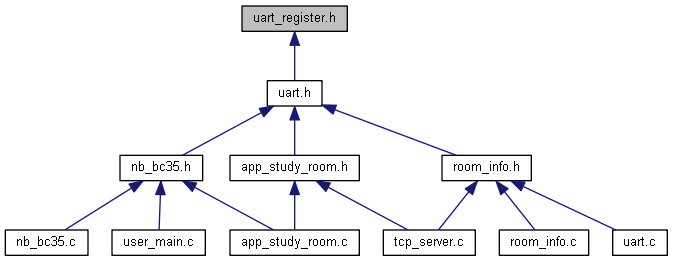 uart_register.h
uart.h
nb_bc35.h
app_study_room.h
room_info.h
nb_bc35.c
user_main.c
app_study_room.c
tcp_server.c
room_info.c
uart.c